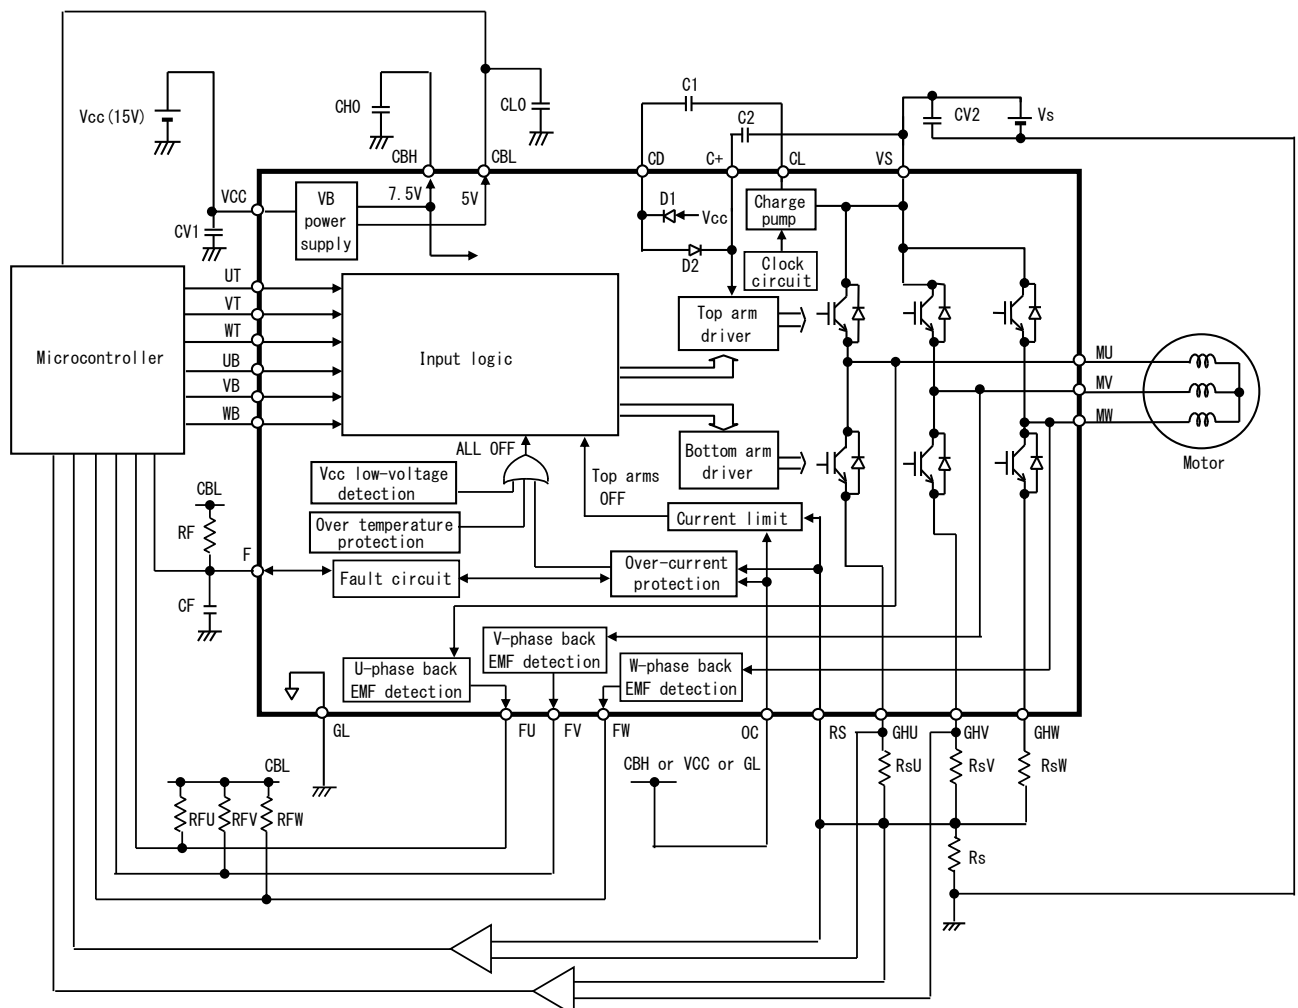 Vcc(15V)
CH0
CL0
C1
C2
CV2
Vs
CBH
CBL
CD
C+
CL
VS
VCC
CV1
VB
power
supply
7.5V
5V
D1
Vcc
D2
Charge
pump
Clock
circuit
Microcontroller
UT
VT
WT
UB
VB
WB
Input logic
Top arm
driver
Bottom arm
driver
MU
MV
MW
Motor
ALL OFF
Top arms
OFF
Vcc low-voltage
detection
Over temperature
protection
Current limit
Over-current
protection
Fault circuit
CBL
RF
F
CF
V-phase back
EMF detection
U-phase back
EMF detection
W-phase back
EMF detection
GL
FU
FV
FW
OC
RS
GHU
GHV
GHW
CBH or VCC or GL
RsU
RsV
RsW
Rs
CBL
RFU
RFV
RFW